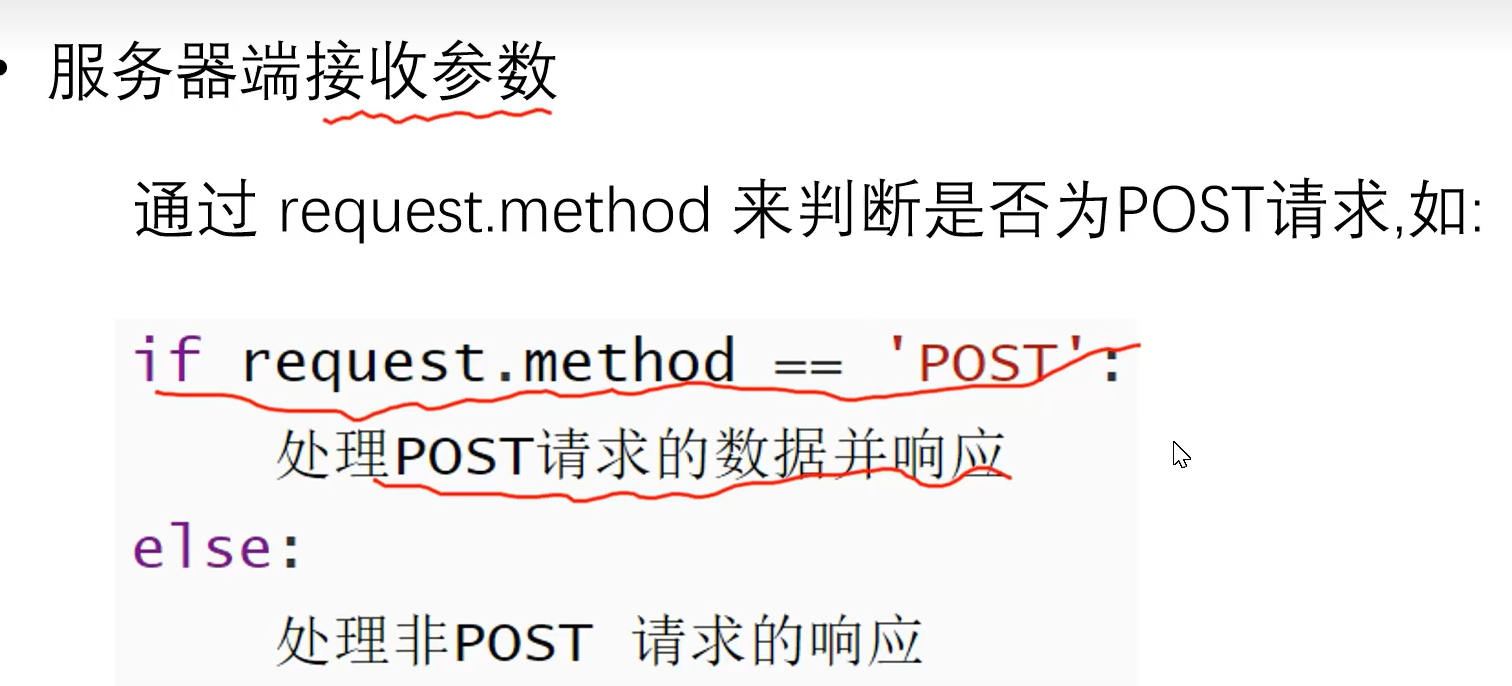 • 服务器端接收参数
通过 request.method 来判断是否为POST请求,如:
if request.method == 'POST':
处理POST请求的数据并响应
else:
处理非POST 请求的响应